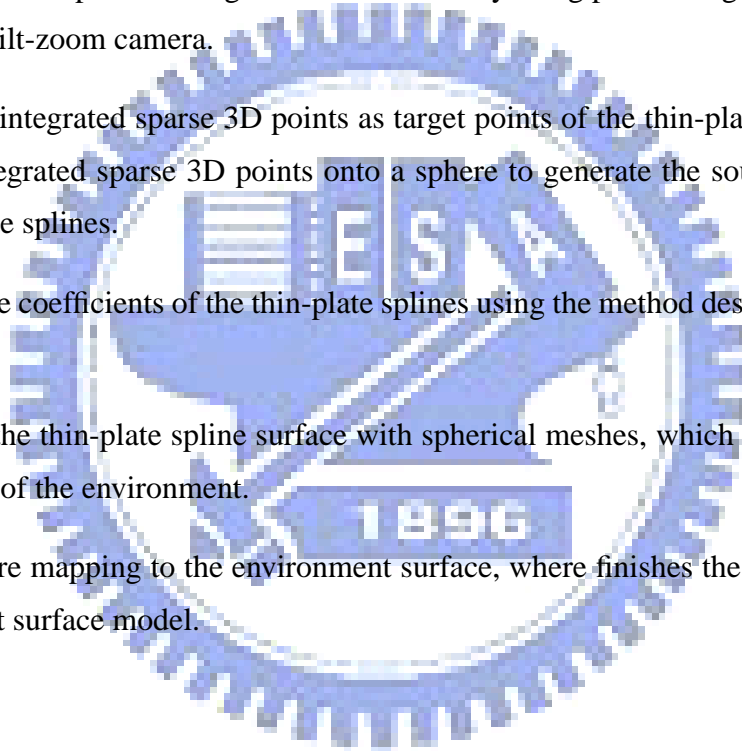 ilt-zoom camera.
integrated sparse 3D points as target points of the thin-pla
egrated sparse 3D points onto a sphere to generate the sou
e splines.
e coefficients of the thin-plate splines using the method des
the thin-plate spline surface with spherical meshes, which
of the environment.
re mapping to the environment surface, where finishes the
t surface model.
E S A
1896